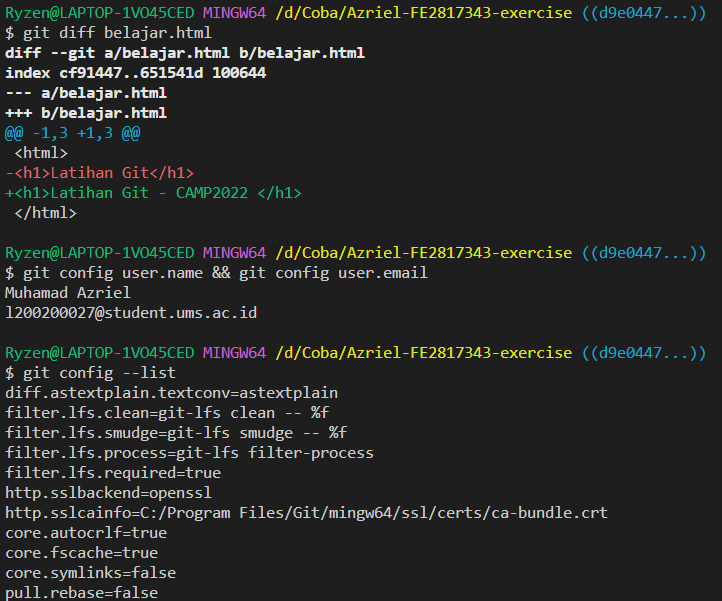 Ryzen@LAPTOP-1VO45CED MINGW64 /d/Coba/Azriel-FE2817343-exercise ((d9e0447...))
$ git diff belajar.html
diff --git a/belajar.html b/belajar.html
index cf91447..651541d 100644
--- a/belajar.html
+++ b/belajar.html
@@ -1,3 +1,3 @@
 <html>
-<h1>Latihan Git</h1>
+<h1>Latihan Git - CAMP2022 </h1>
 </html>
Ryzen@LAPTOP-1VO45CED MINGW64 /d/Coba/Azriel-FE2817343-exercise ((d9e0447...))
$ git config user.name && git config user.email
Muhamad Azriel
l200200027@student.ums.ac.id
Ryzen@LAPTOP-1VO45CED MINGW64 /d/Coba/Azriel-FE2817343-exercise ((d9e0447...))
$ git config --list
diff.astextplain.textconv=astextplain
filter.lfs.clean=git-lfs clean -- %f
filter.lfs.smudge=git-lfs smudge -- %f
filter.lfs.process=git-lfs filter-process
filter.lfs.required=true
http.sslbackend=openssl
http.sslcainfo=C:/Program Files/Git/mingw64/ssl/certs/ca-bundle.crt
core.autocrlf=true
core.fscache=true
core.symlinks=false
pull.rebase=false